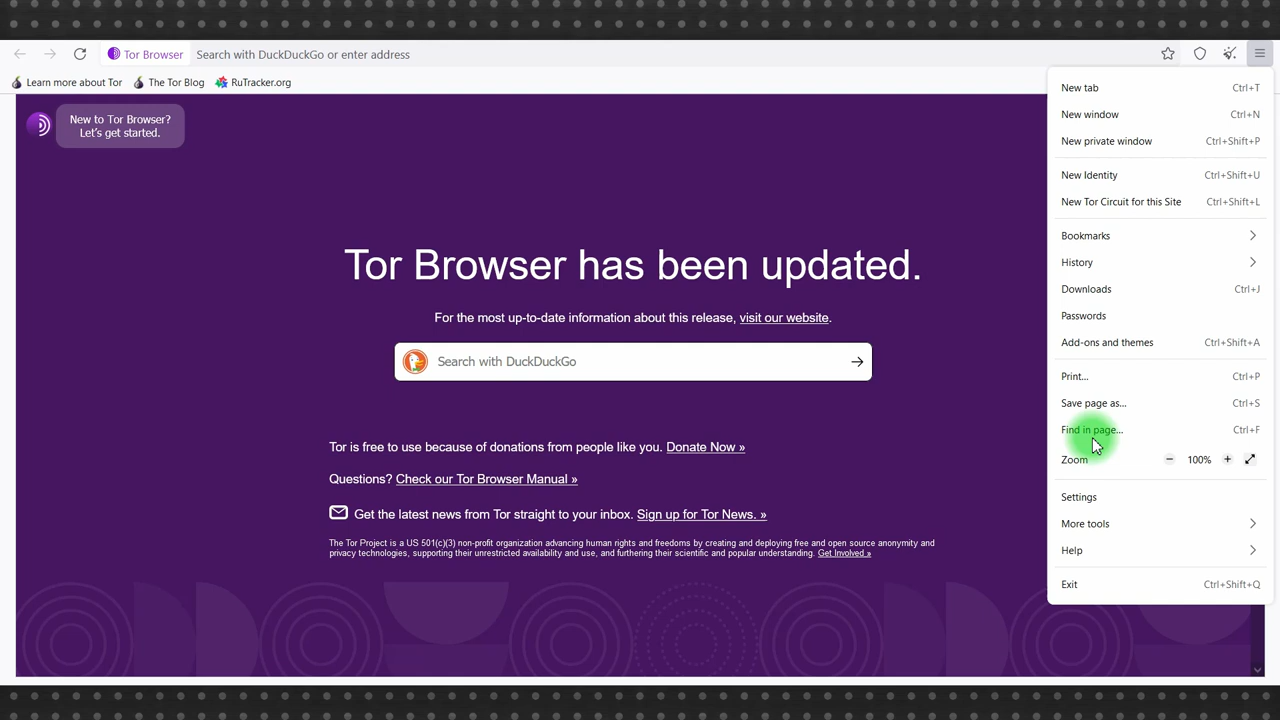 Tor Browser
Search with DuckDuckGo or enter address
Learn more about Tor
The Tor Blog
RuTracker.org
New to Tor Browser?
Let's get started.
Tor Browser has been updated.
For the most up-to-date information about this release, visit our website.
Search with DuckDuckGo
Tor is free to use because of donations from people like you. Donate Now »
Questions? Check our Tor Browser Manual »
Get the latest news from Tor straight to your inbox. Sign up for Tor News. »
The Tor Project is a US 501(c)(3) non-profit organization advancing human rights and freedoms by creating and deploying free and open source anonymity and
privacy technologies, supporting their unrestricted availability and use, and furthering their scientific and popular understanding. Get Involved »
New tab Ctrl+T
New window Ctrl+N
New private window Ctrl+Shift+P
New Identity Ctrl+Shift+U
New Tor Circuit for this Site Ctrl+Shift+L
Bookmarks
History
Downloads Ctrl+J
Passwords
Add-ons and themes Ctrl+Shift+A
Print... Ctrl+P
Save page as... Ctrl+S
Find in page... Ctrl+F
Zoom − 100% +
Settings
More tools
Help
Exit Ctrl+Shift+Q